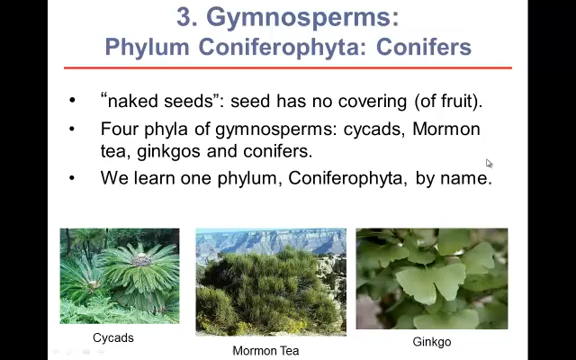 3. Gymnosperms:
Phylum Coniferophyta: Conifers
• “naked seeds”: seed has no covering (of fruit).
• Four phyla of gymnosperms: cycads, Mormon
tea, ginkgos and conifers.
• We learn one phylum, Coniferophyta, by name.
Cycads
Mormon Tea
Ginkgo